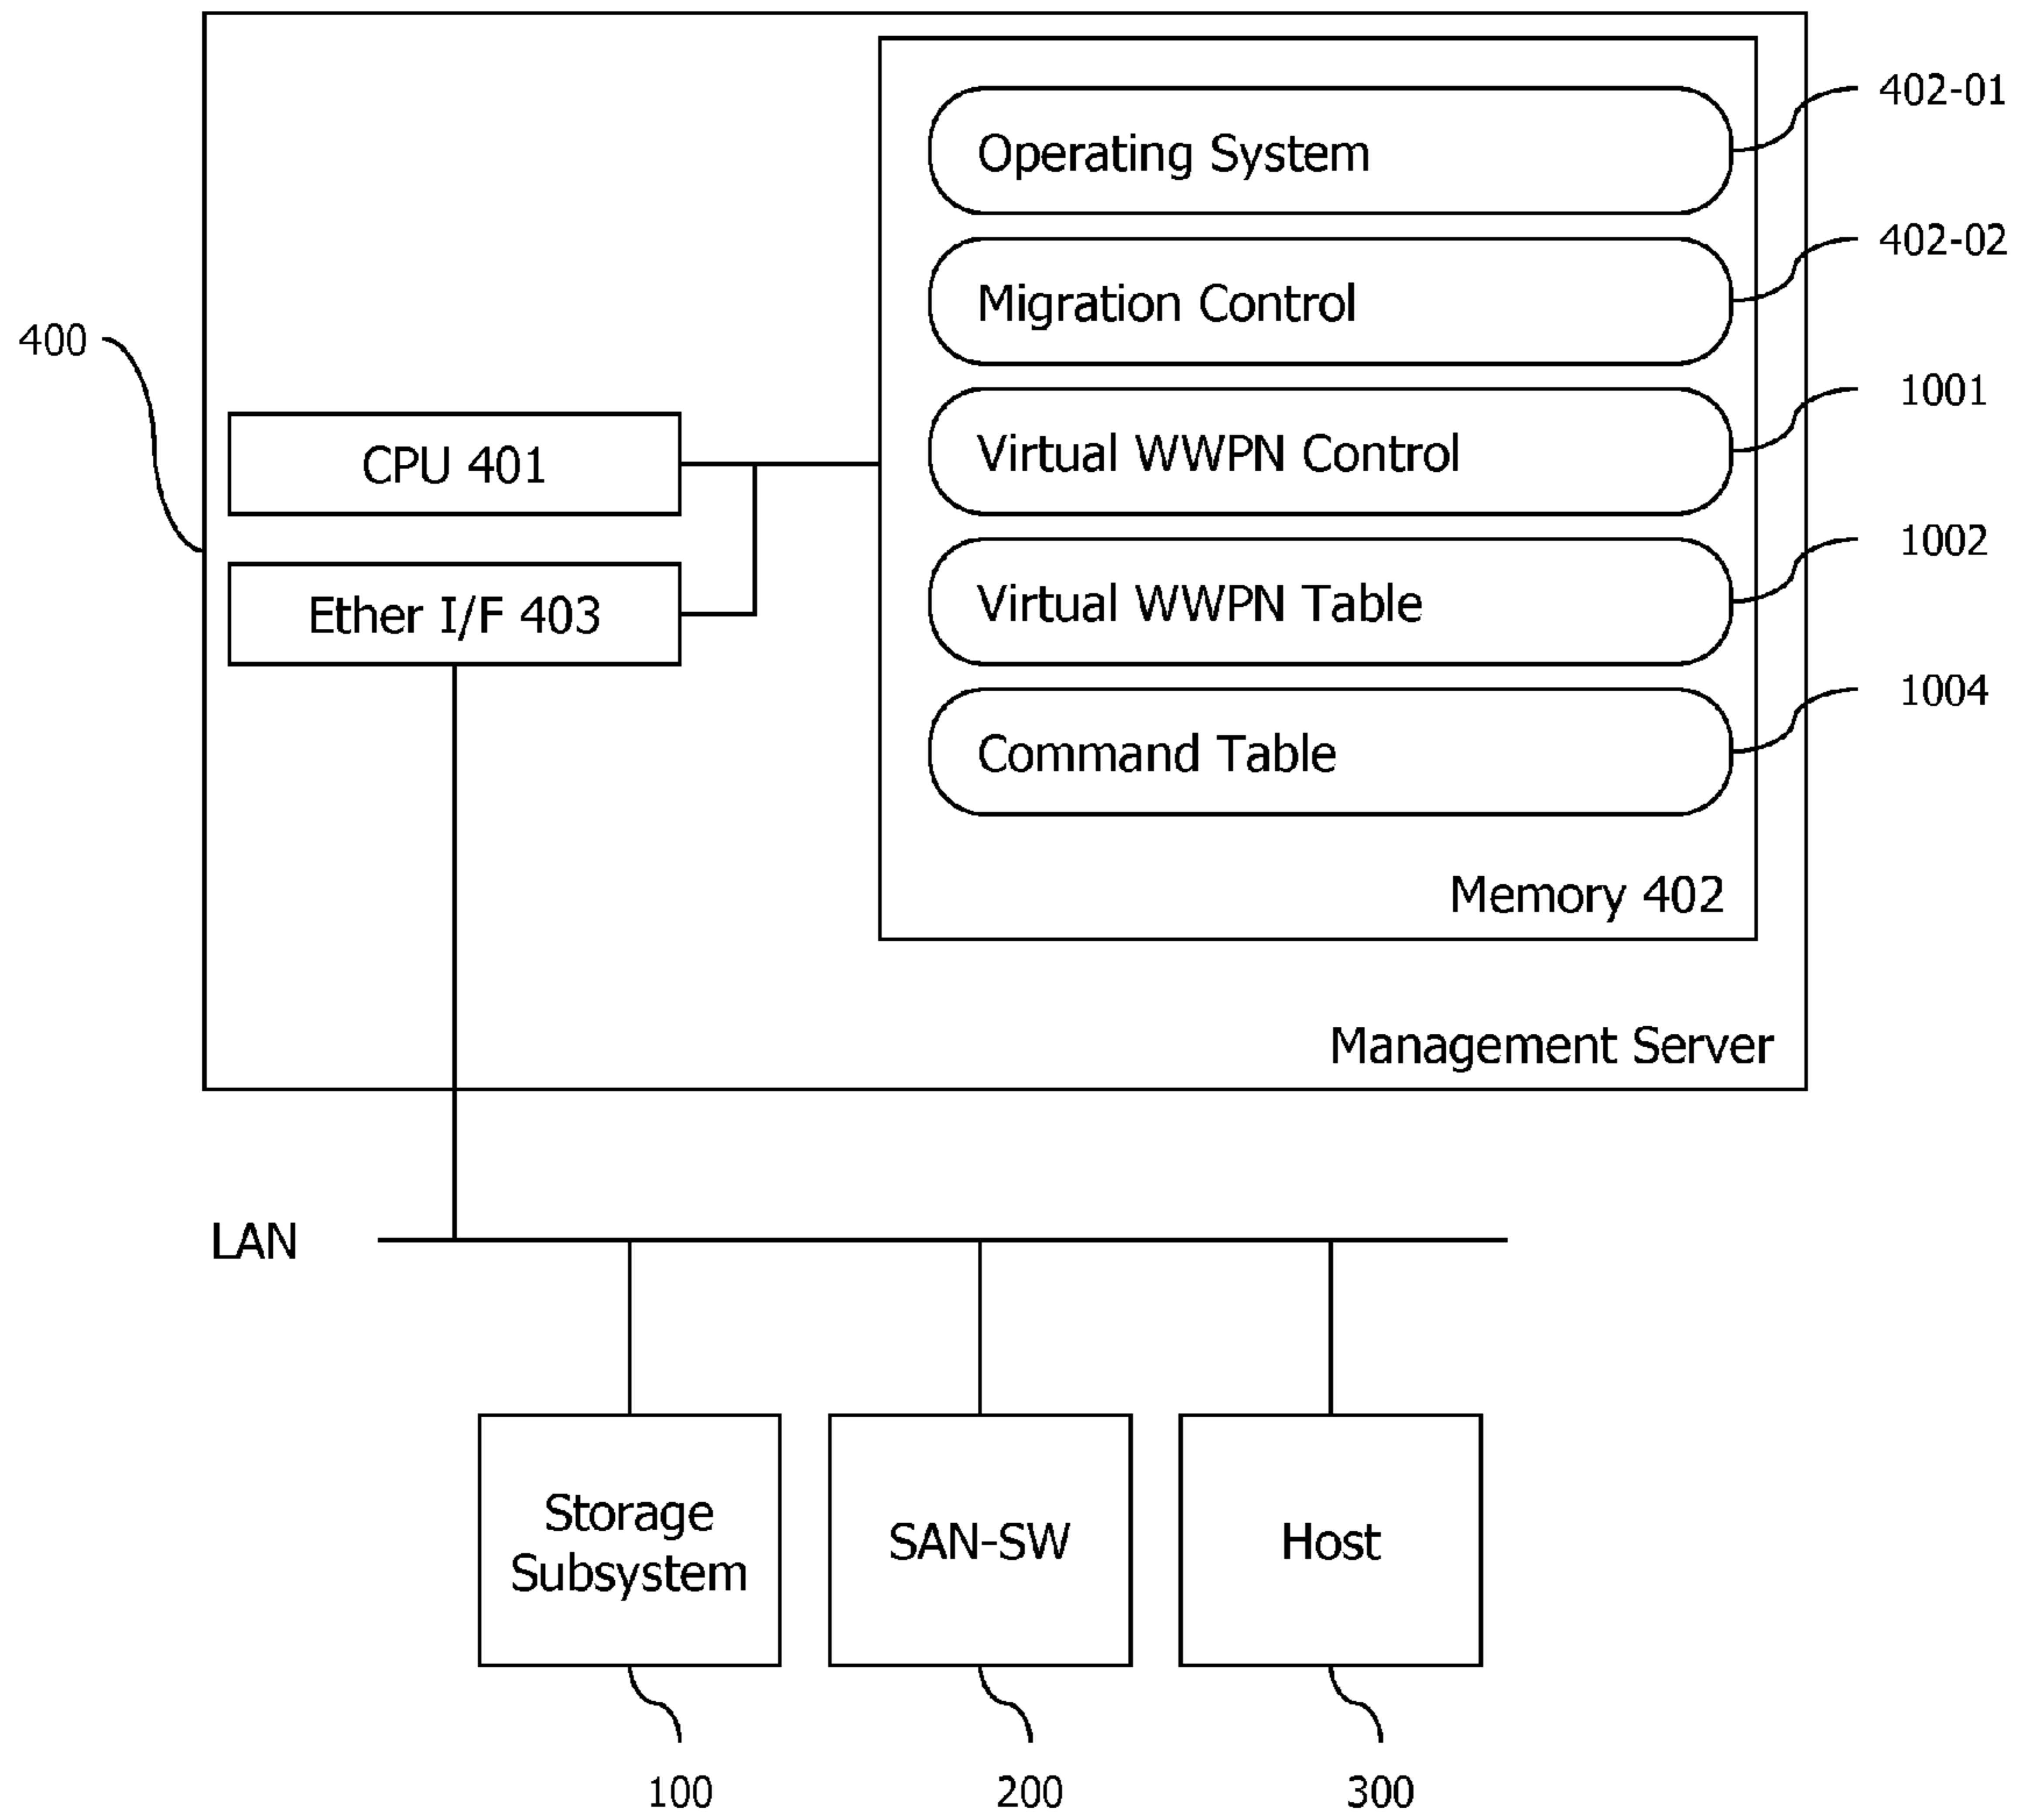 Operating System
402-01
Migration Control
402-02
400
Virtual WWPN Control
1001
CPU 401
Virtual WWPN Table
1002
Ether I/F 403
Command Table
1004
Memory 402
Management Server
LAN
Storage
Subsystem
SAN-SW
Host
100
200
300